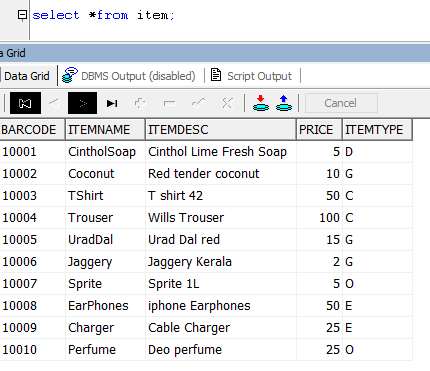 select *from item;
Data Grid
Data Grid DBMS Output (disabled) Script Output
Cancel
BARCODE ITEMNAME ITEMDESC PRICE ITEMTYPE
10001 CintholSoap Cinthol Lime Fresh Soap 5 D
10002 Coconut Red tender coconut 10 G
10003 TShirt T shirt 42 50 C
10004 Trouser Wills Trouser 100 C
10005 UradDal Urad Dal red 15 G
10006 Jaggery Jaggery Kerala 2 G
10007 Sprite Sprite 1L 5 O
10008 EarPhones iphone Earphones 50 E
10009 Charger Cable Charger 25 E
10010 Perfume Deo perfume 25 O